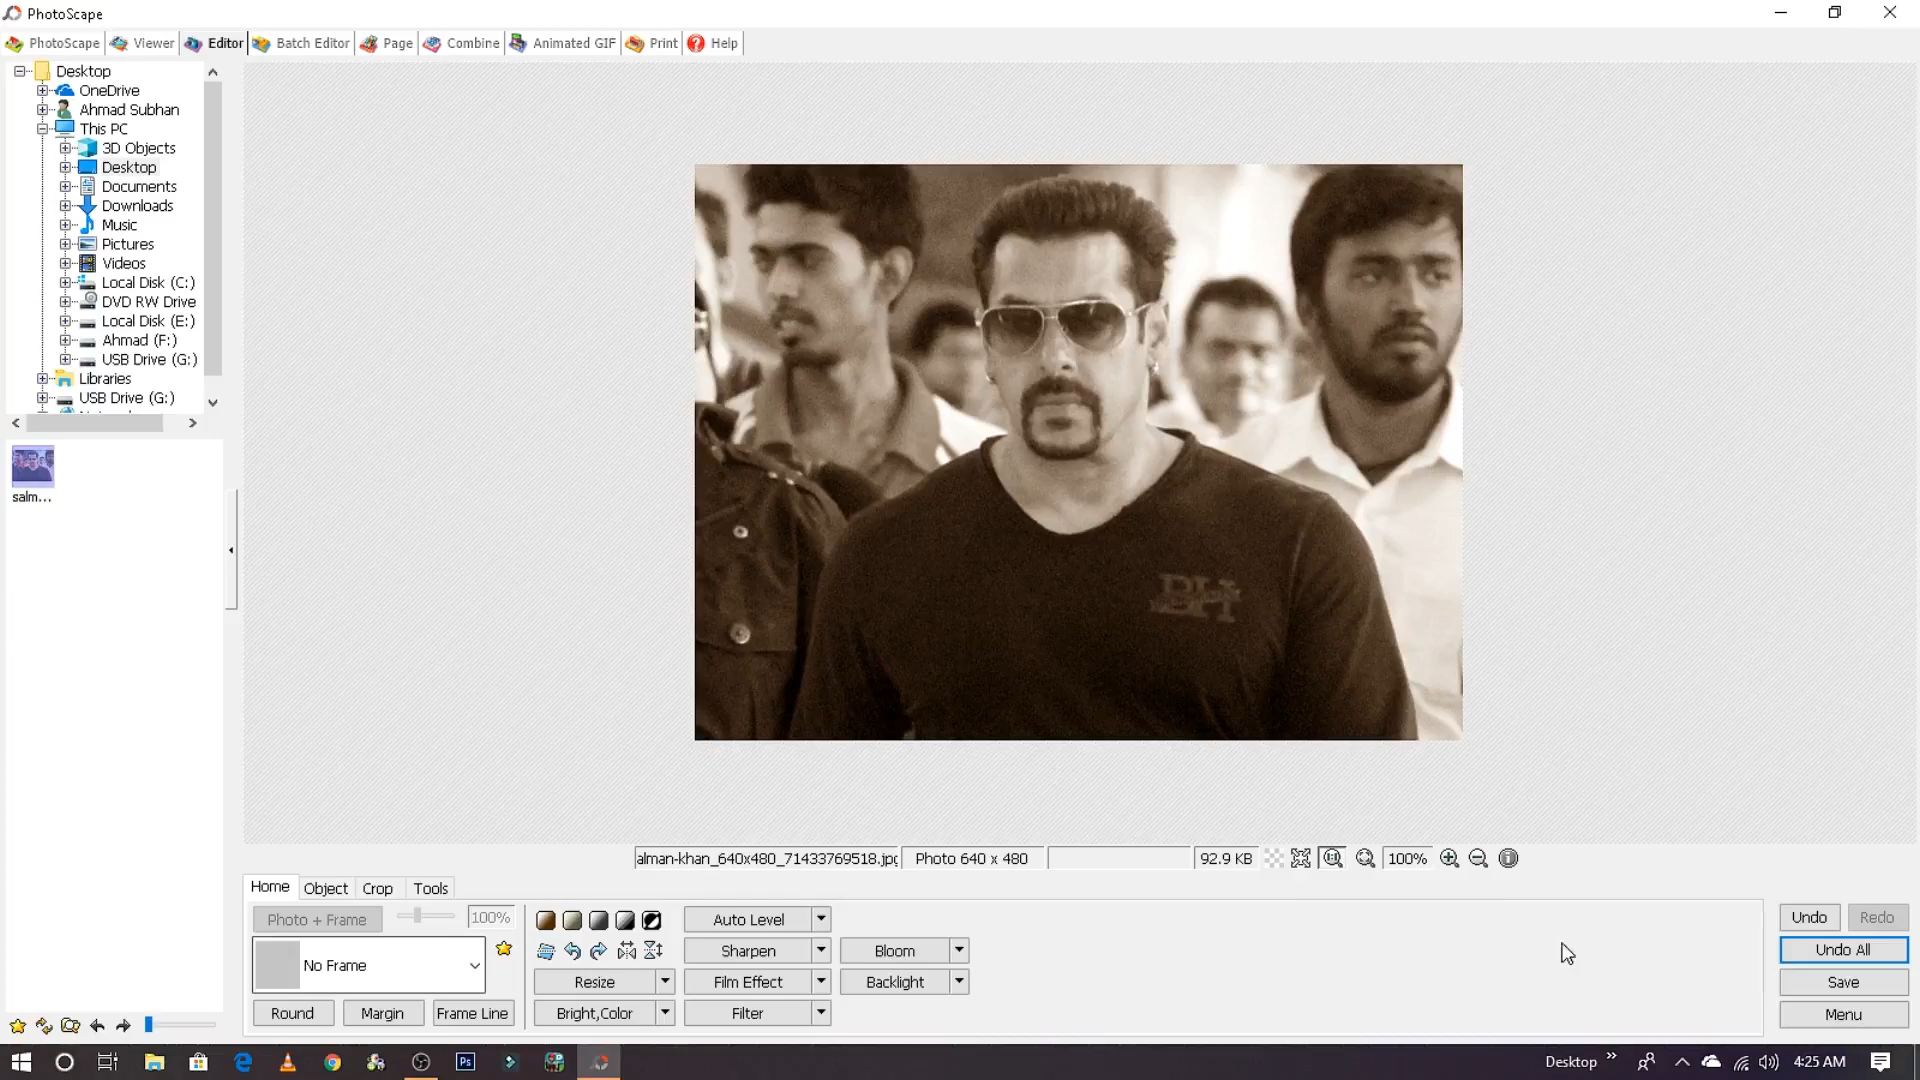 PhotoScape
PhotoScape Viewer Editor Batch Editor Page Combine Animated GIF Print Help
Desktop
OneDrive
Ahmad Subhan
This PC
3D Objects
Desktop
Documents
Downloads
Music
Pictures
Videos
Local Disk (C:)
DVD RW Drive
Local Disk (E:)
Ahmad (F:)
USB Drive (G:)
Libraries
USB Drive (G:)
salm...
alman-khan_640x480_71433769518.jpg Photo 640 x 480 92.9 KB 100%
Home Object Crop Tools
Photo + Frame 100% Auto Level Undo Redo
No Frame Sharpen Bloom Undo All
Resize Film Effect Backlight Save
Round Margin Frame Line Bright,Color Filter Menu
Ps Desktop 4:25 AM